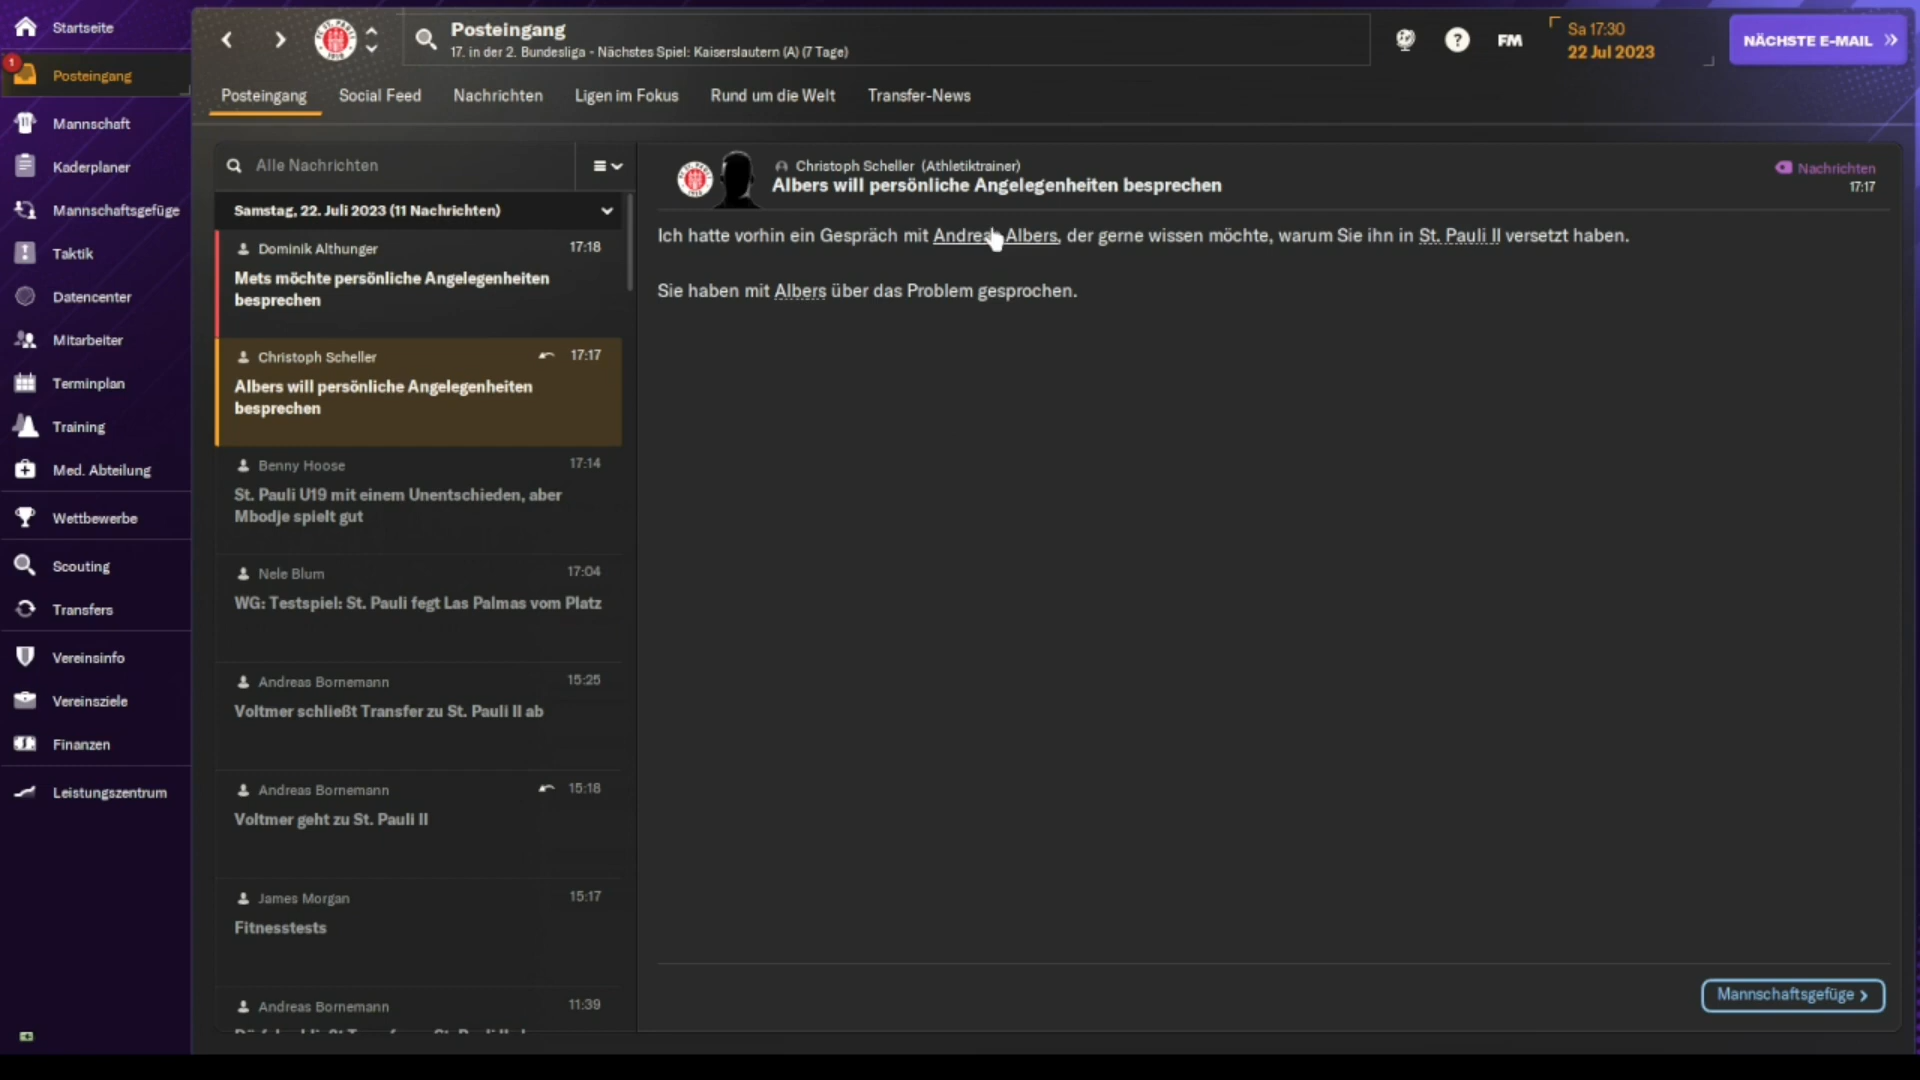 Startseite
1
Posteingang
Mannschaft
Kaderplaner
Mannschaftsgefüge
Taktik
Datencenter
Mitarbeiter
Terminplan
Training
Med. Abteilung
Wettbewerbe
Scouting
Transfers
Vereinsinfo
Vereinsziele
Finanzen
Leistungszentrum
Posteingang
17. in der 2. Bundesliga - Nächstes Spiel: Kaiserslautern (A) (7 Tage)
?
FM
Sa 17:30
22 Jul 2023
NÄCHSTE E-MAIL
Posteingang Social Feed Nachrichten Ligen im Fokus Rund um die Welt Transfer-News
Alle Nachrichten
Samstag, 22. Juli 2023 (11 Nachrichten)
Dominik Althunger 17:18
Mets möchte persönliche Angelegenheiten
besprechen
Christoph Scheller 17:17
Albers will persönliche Angelegenheiten
besprechen
Benny Hoose 17:14
St. Pauli U19 mit einem Unentschieden, aber
Mbodje spielt gut
Nele Blum 17:04
WG: Testspiel: St. Pauli fegt Las Palmas vom Platz
Andreas Bornemann 15:25
Voltmer schließt Transfer zu St. Pauli II ab
Andreas Bornemann 15:18
Voltmer geht zu St. Pauli II
James Morgan 15:17
Fitnesstests
Andreas Bornemann 11:39
Christoph Scheller (Athletiktrainer)
Albers will persönliche Angelegenheiten besprechen
Nachrichten
17:17
Ich hatte vorhin ein Gespräch mit Andreas Albers, der gerne wissen möchte, warum Sie ihn in St. Pauli II versetzt haben.
Sie haben mit Albers über das Problem gesprochen.
Mannschaftsgefüge